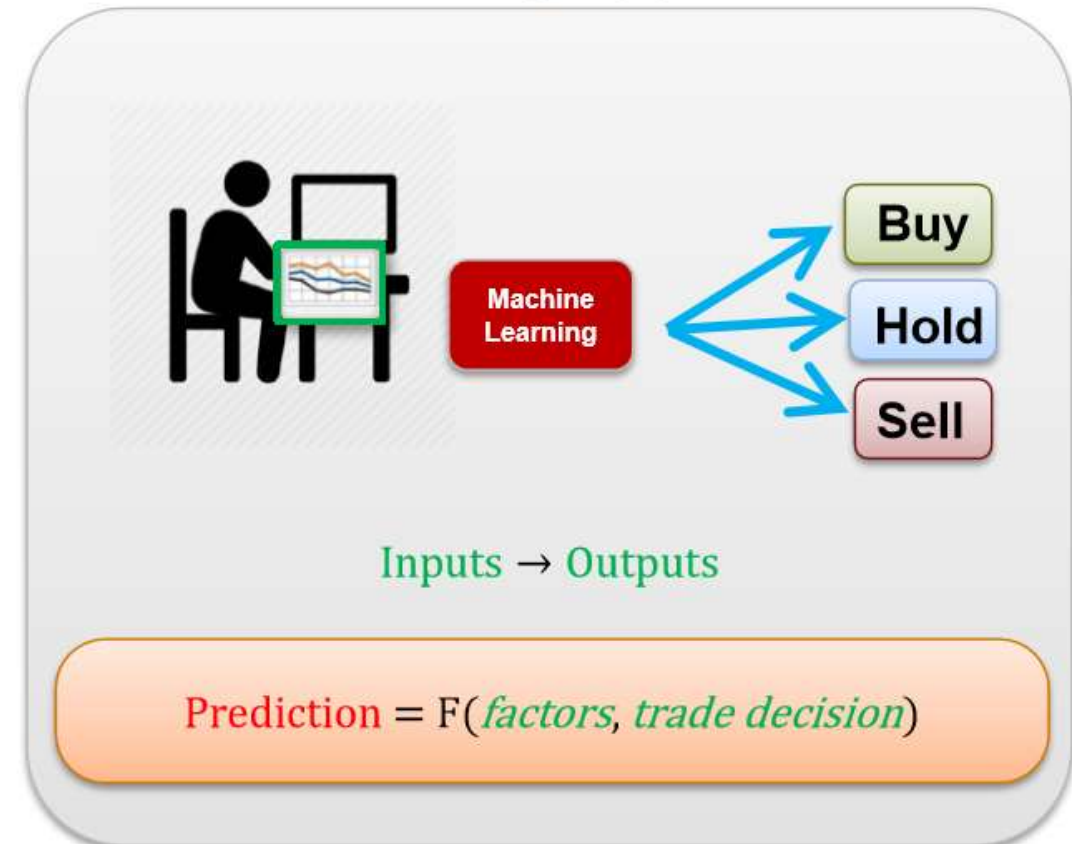 Machine
Learning
Buy
Hold
Sell
Inputs → Outputs
Prediction = F(factors, trade decision)